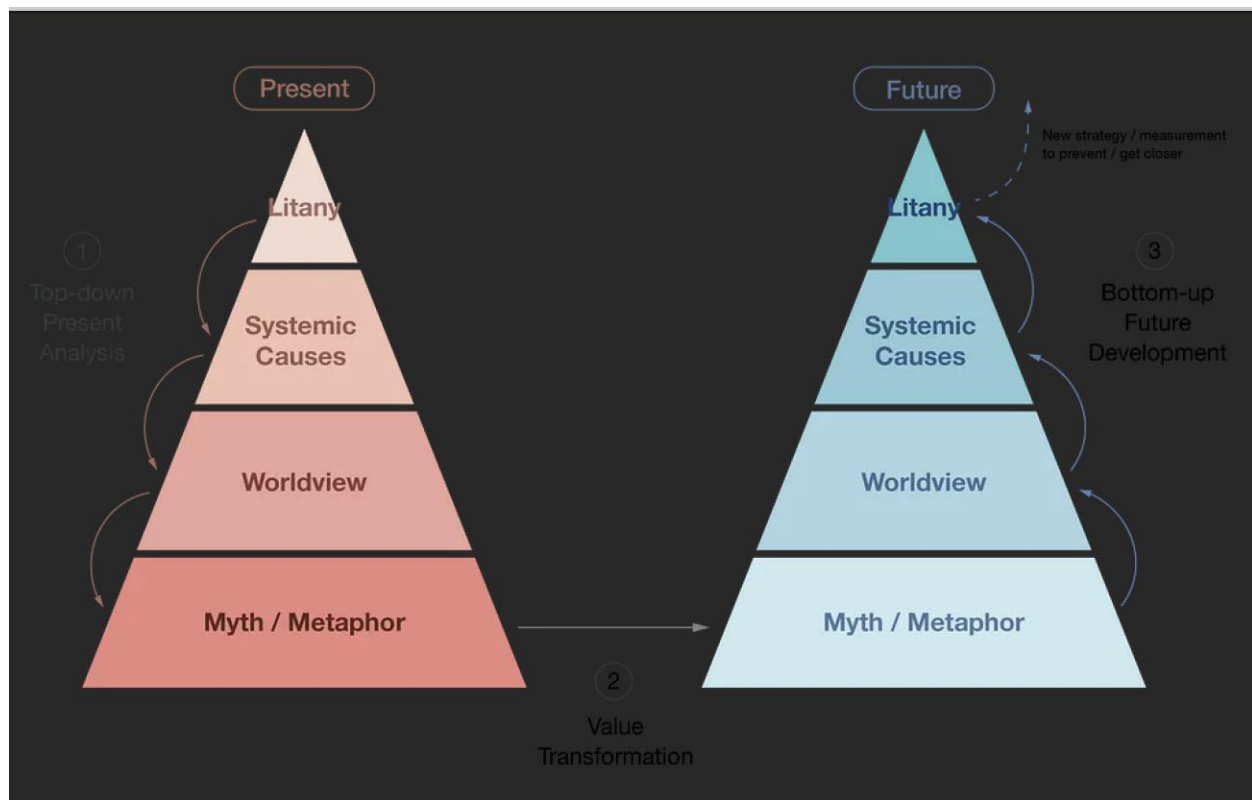 Present
Future
New strategy / measurement
to prevent / get closer
Litany
Litany
1
Top-down
Present
Analysis
3
Bottom-up
Future
Development
Systemic
Causes
Systemic
Causes
Worldview
Worldview
Myth / Metaphor
Myth / Metaphor
2
Value
Transformation